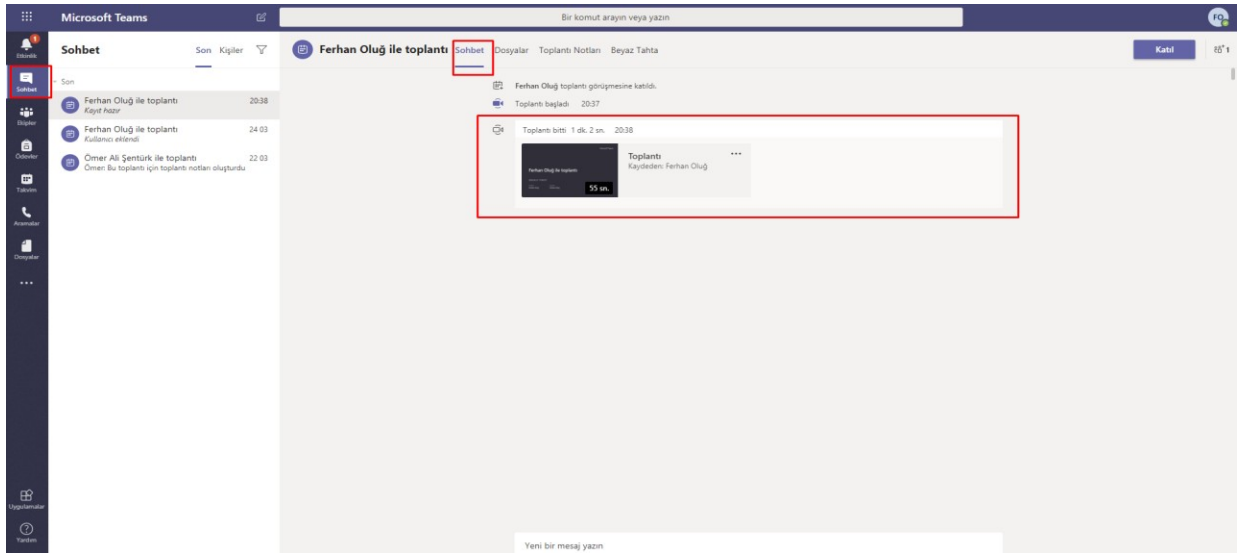 Microsoft Teams
Bir komut arayın veya yazın
FO
1
Etkinlik
Sohbet
Ekipler
Ödevler
Takvim
Aramalar
Dosyalar
Uygulamalar
Yardım
Sohbet
Son Kişiler
Son
Ferhan Oluğ ile toplantı 20:38
Kayıt hazır
Ferhan Oluğ ile toplantı 24 03
Kullanıcı eklendi.
Ömer Ali Şentürk ile toplantı 22 03
Ömer: Bu toplantı için toplantı notları oluşturdu
Ferhan Oluğ ile toplantı Sohbet Dosyalar Toplantı Notları Beyaz Tahta
Katıl
1
Ferhan Oluğ toplantı görüşmesine katıldı.
Toplantı başladı 20:37
Toplantı bitti 1 dk. 2 sn. 20:38
Ferhan Oluğ ile toplantı
55 sn.
Toplantı
Kaydeden: Ferhan Oluğ
Yeni bir mesaj yazın